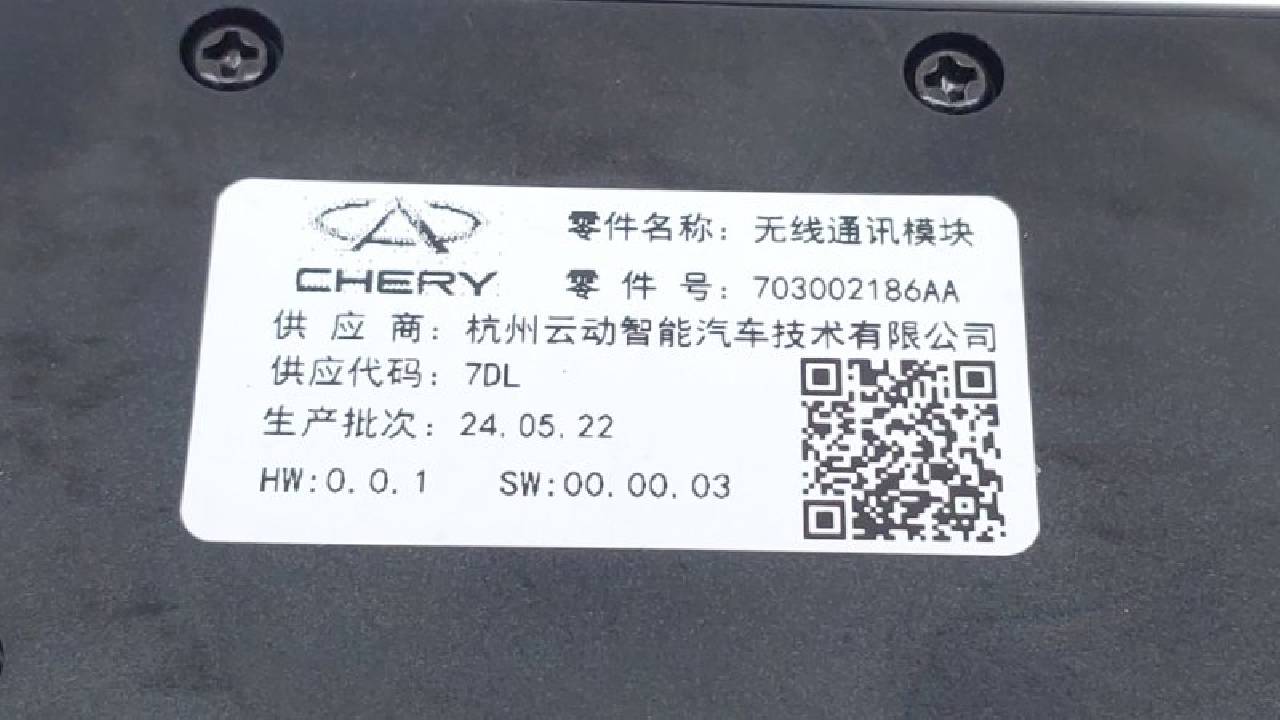 CHERY
零件名称：无线通讯模块
零 件 号：703002186AA
供 应 商：杭州云动智能汽车技术有限公司
供应代码：7DL
生产批次：24.05.22
HW:0.0.1 SW:00.00.03